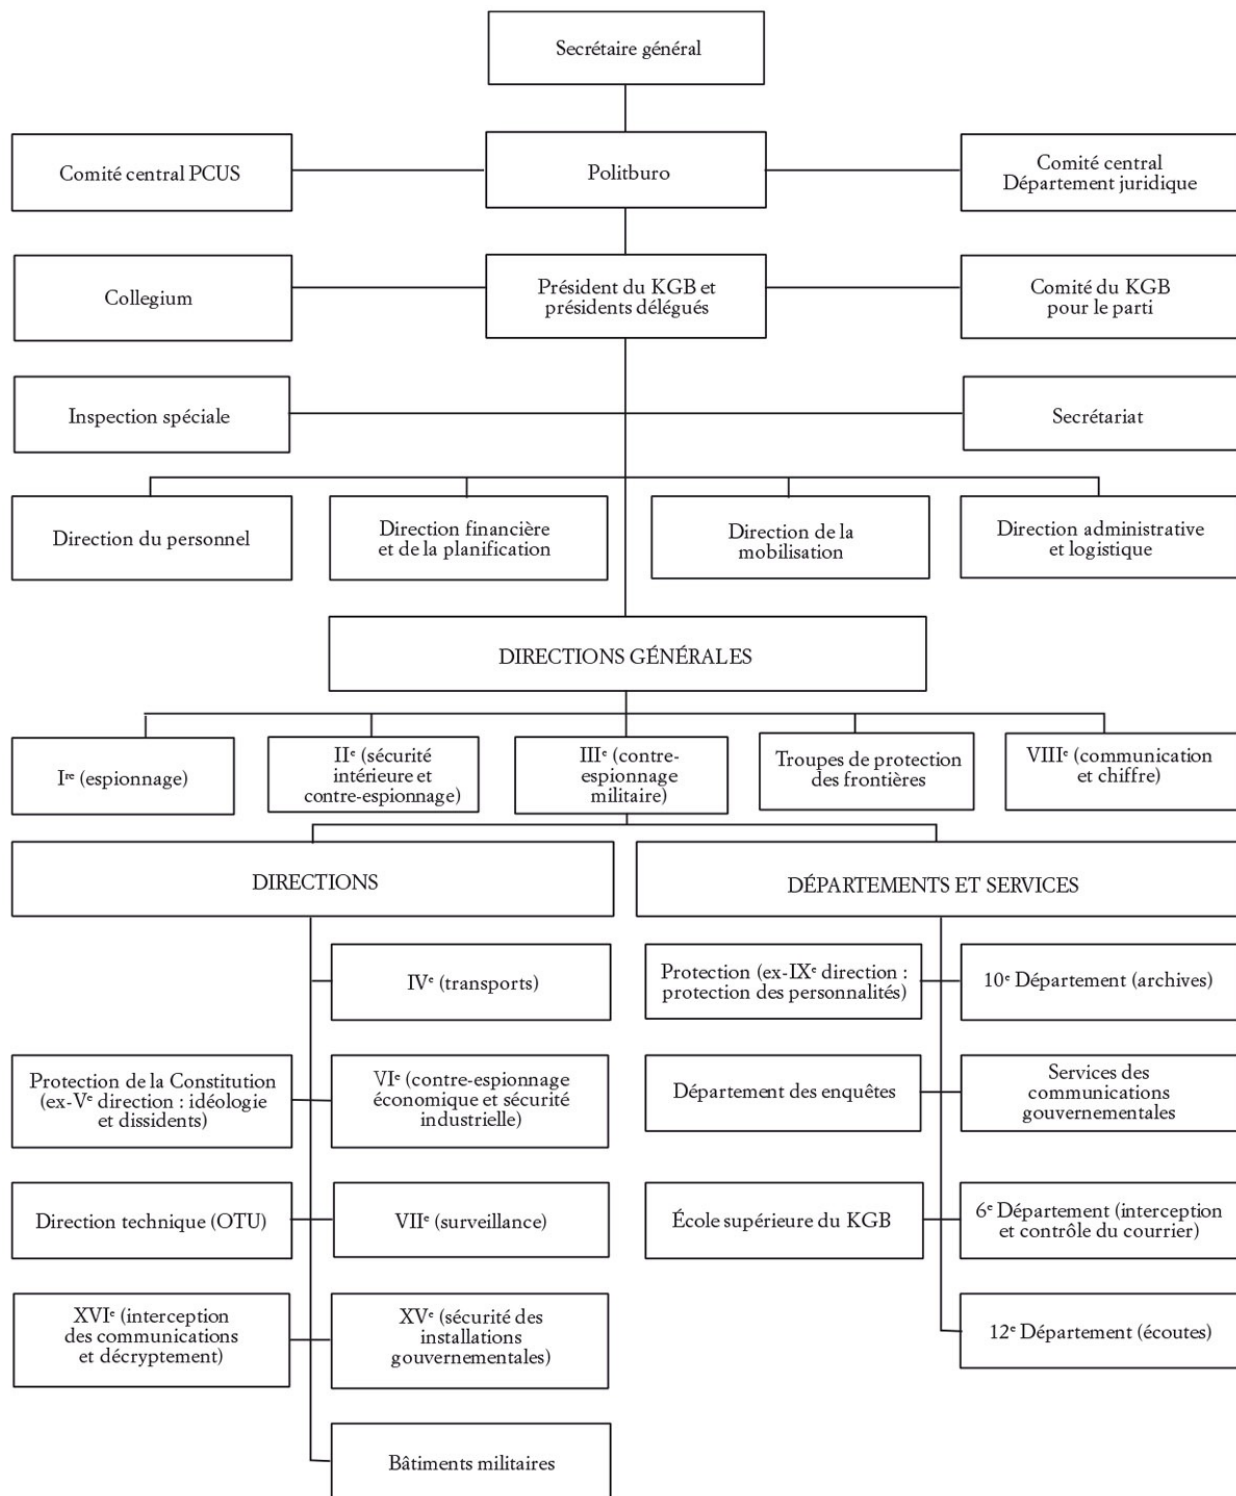 Secrétaire général
Comité central PCUS
Politburo
Comité central
Département juridique
Collegium
Président du KGB et
présidents délégués
Comité du KGB
pour le parti
Inspection spéciale
Secrétariat
Direction du personnel
Direction financière
et de la planification
Direction de la
mobilisation
Direction administrative
et logistique
DIRECTIONS GÉNÉRALES
Iʳᵉ (espionnage)
IIᵉ (sécurité
intérieure et
contre-espionnage)
IIIᵉ (contre-
espionnage
militaire)
Troupes de protection
des frontières
VIIIᵉ (communication
et chiffre)
DIRECTIONS
DÉPARTEMENTS ET SERVICES
IVᵉ (transports)
Protection (ex-IXᵉ direction :
protection des personnalités)
10ᵉ Département (archives)
Protection de la Constitution
(ex-Vᵉ direction : idéologie
et dissidents)
VIᵉ (contre-espionnage
économique et sécurité
industrielle)
Département des enquêtes
Services des
communications
gouvernementales
Direction technique (OTU)
VIIᵉ (surveillance)
École supérieure du KGB
6ᵉ Département (interception
et contrôle du courrier)
XVIᵉ (interception
des communications
et décryptement)
XVᵉ (sécurité des
installations
gouvernementales)
12ᵉ Département (écoutes)
Bâtiments militaires